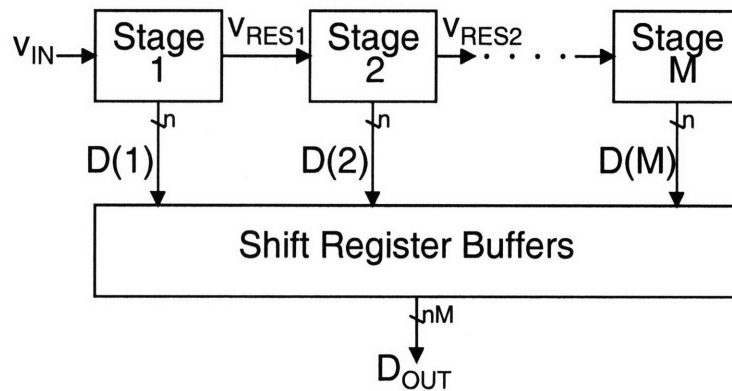 Stage 1
V_RES1
Stage 2
V_RES2
. . . .
Stage M
V_IN
n
n
n
D(1)
D(2)
D(M)
Shift Register Buffers
nM
D_OUT